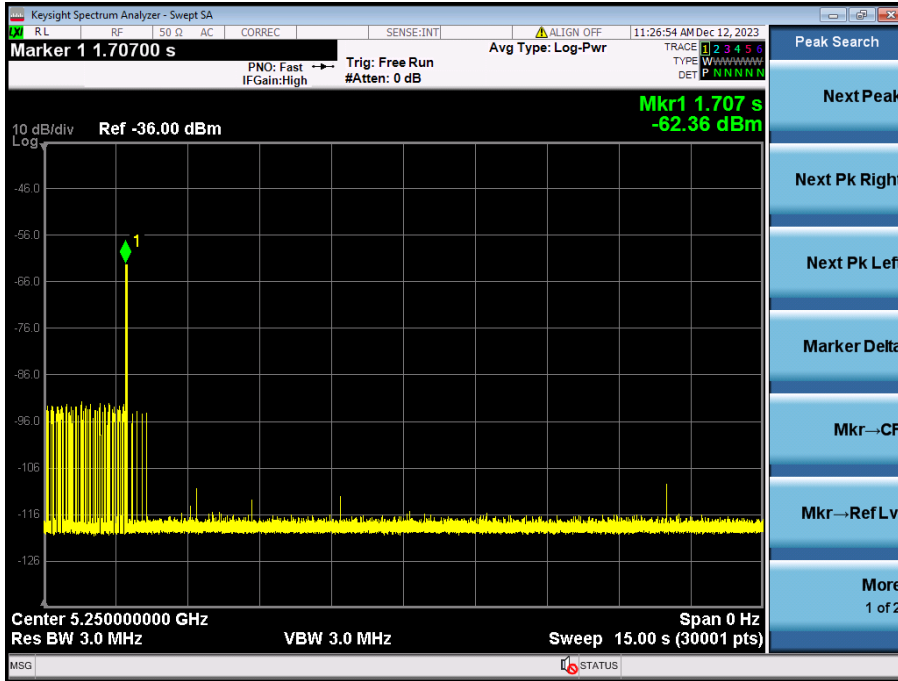 Keysight Spectrum Analyzer - Swept SA
LXI RL RF 50 Ω AC CORREC SENSE:INT ALIGN OFF 11:26:54 AM Dec 12, 2023
Marker 1 1.70700 s
PNO: Fast
IFGain:High
Trig: Free Run
#Atten: 0 dB
Avg Type: Log-Pwr
TRACE 1 2 3 4 5 6
TYPE WWWWWW
DET P N N N N N
Peak Search
Mkr1 1.707 s
-62.36 dBm
10 dB/div Ref -36.00 dBm
Log
Next Peak
-46.0
Next Pk Right
-56.0
1
-66.0
Next Pk Left
-76.0
Marker Delta
-86.0
-96.0
Mkr→CF
-106
-116
Mkr→Ref Lv
-126
More
1 of 2
Center 5.250000000 GHz Span 0 Hz
Res BW 3.0 MHz VBW 3.0 MHz Sweep 15.00 s (30001 pts)
MSG STATUS